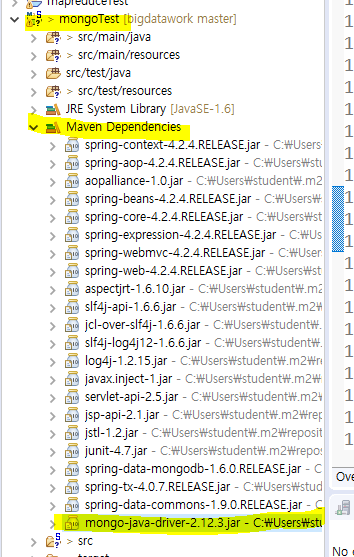 mapreduceTest
> mongoTest [bigdatawork master]
> src/main/java
> src/main/resources
src/test/java
> src/test/resources
JRE System Library [JavaSE-1.6]
Maven Dependencies
spring-context-4.2.4.RELEASE.jar - C:₩Users
spring-aop-4.2.4.RELEASE.jar - C:₩Users₩st
aopalliance-1.0.jar - C:₩Users₩student₩.m2
spring-beans-4.2.4.RELEASE.jar - C:₩Users₩
spring-core-4.2.4.RELEASE.jar - C:₩Users₩s
spring-expression-4.2.4.RELEASE.jar - C:₩U
spring-webmvc-4.2.4.RELEASE.jar - C:₩Use
spring-web-4.2.4.RELEASE.jar - C:₩Users₩s
aspectjrt-1.6.10.jar - C:₩Users₩student₩.m
slf4j-api-1.6.6.jar - C:₩Users₩student₩.m2
jcl-over-slf4j-1.6.6.jar - C:₩Users₩student
slf4j-log4j12-1.6.6.jar - C:₩Users₩student
log4j-1.2.15.jar - C:₩Users₩student₩.m2₩
javax.inject-1.jar - C:₩Users₩student₩.m2
servlet-api-2.5.jar - C:₩Users₩student₩.m
jsp-api-2.1.jar - C:₩Users₩student₩.m2₩re
jstl-1.2.jar - C:₩Users₩student₩.m2₩reposit
junit-4.7.jar - C:₩Users₩student₩.m2₩repo
spring-data-mongodb-1.6.0.RELEASE.jar - C
spring-tx-4.0.7.RELEASE.jar - C:₩Users₩stu
spring-data-commons-1.9.0.RELEASE.jar - C
mongo-java-driver-2.12.3.jar - C:₩Users₩stu
> src
target
Ove
No e